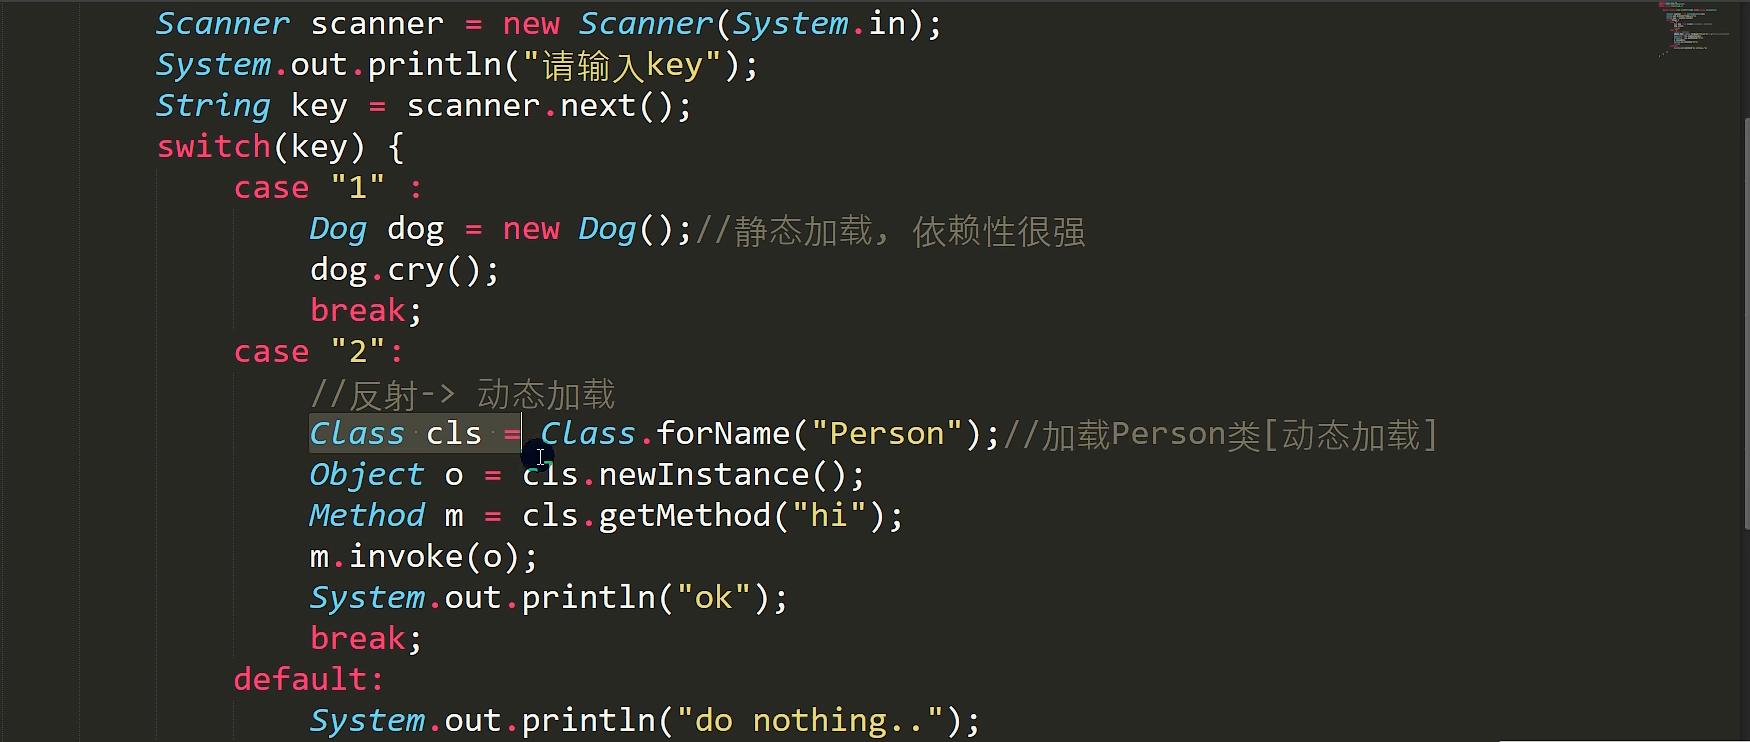 Scanner scanner = new Scanner(System.in);
System.out.println("请输入key");
String key = scanner.next();
switch(key) {
case "1" :
Dog dog = new Dog();//静态加载, 依赖性很强
dog.cry();
break;
case "2":
//反射-> 动态加载
Class cls = Class.forName("Person");//加载Person类[动态加载]
Object o = cls.newInstance();
Method m = cls.getMethod("hi");
m.invoke(o);
System.out.println("ok");
break;
default:
System.out.println("do nothing..");